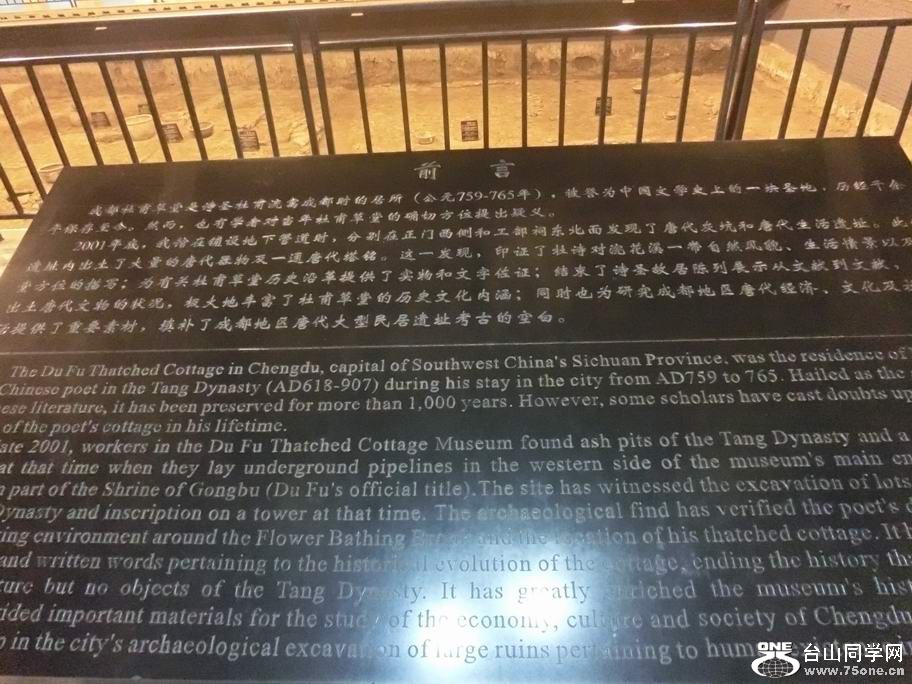 前言
成都杜甫草堂是诗圣杜甫流寓成都时的居所（公元759-765年），被誉为中国文学史上的一块圣地，历经千余
年保存至今。然而，也有学者对当年杜甫草堂的确切方位提出疑义。
2001年底，我馆在铺设地下管道时，分别在正门西侧和工部祠东北面发现了唐代灰坑和唐代生活遗址。此
遗址内出土了大量的唐代器物及一通唐代塔铭。这一发现，印证了杜诗对浣花溪一带自然风貌、生活情景以及
堂方位的描写；为有关杜甫草堂历史沿革提供了实物和文字佐证；结束了诗圣故居陈列展示从文献到文献，
出土唐代文物的状况，极大地丰富了杜甫草堂的历史文化内涵；同时也为研究成都地区唐代经济、文化及社
活提供了重要素材，填补了成都地区唐代大型民居遗址考古的空白。
The Du Fu Thatched Cottage in Chengdu, capital of Southwest China's Sichuan Province, was the residence of
Chinese poet in the Tang Dynasty (AD618-907) during his stay in the city from AD759 to 765. Hailed as the
ese literature, it has been preserved for more than 1,000 years. However, some scholars have cast doubts up
of the poet's cottage in his lifetime.
ate 2001, workers in the Du Fu Thatched Cottage Museum found ash pits of the Tang Dynasty and a
at that time when they lay underground pipelines in the western side of the museum's main en
part of the Shrine of Gongbu (Du Fu's official title).The site has witnessed the excavation of lots
ynasty and inscription on a tower at that time. The archaeological find has verified the poet's d
ing environment around the Flower Bathing Brook and the location of his thatched cottage. It h
and written words pertaining to the historical evolution of the cottage, ending the history tha
ture but no objects of the Tang Dynasty. It has greatly enriched the museum's hist
ided important materials for the study of the economy, culture and society of Chengdu
p in the city's archaeological excavation of large ruins pertaining to human
ONE 台山同学网
www.75one.cn